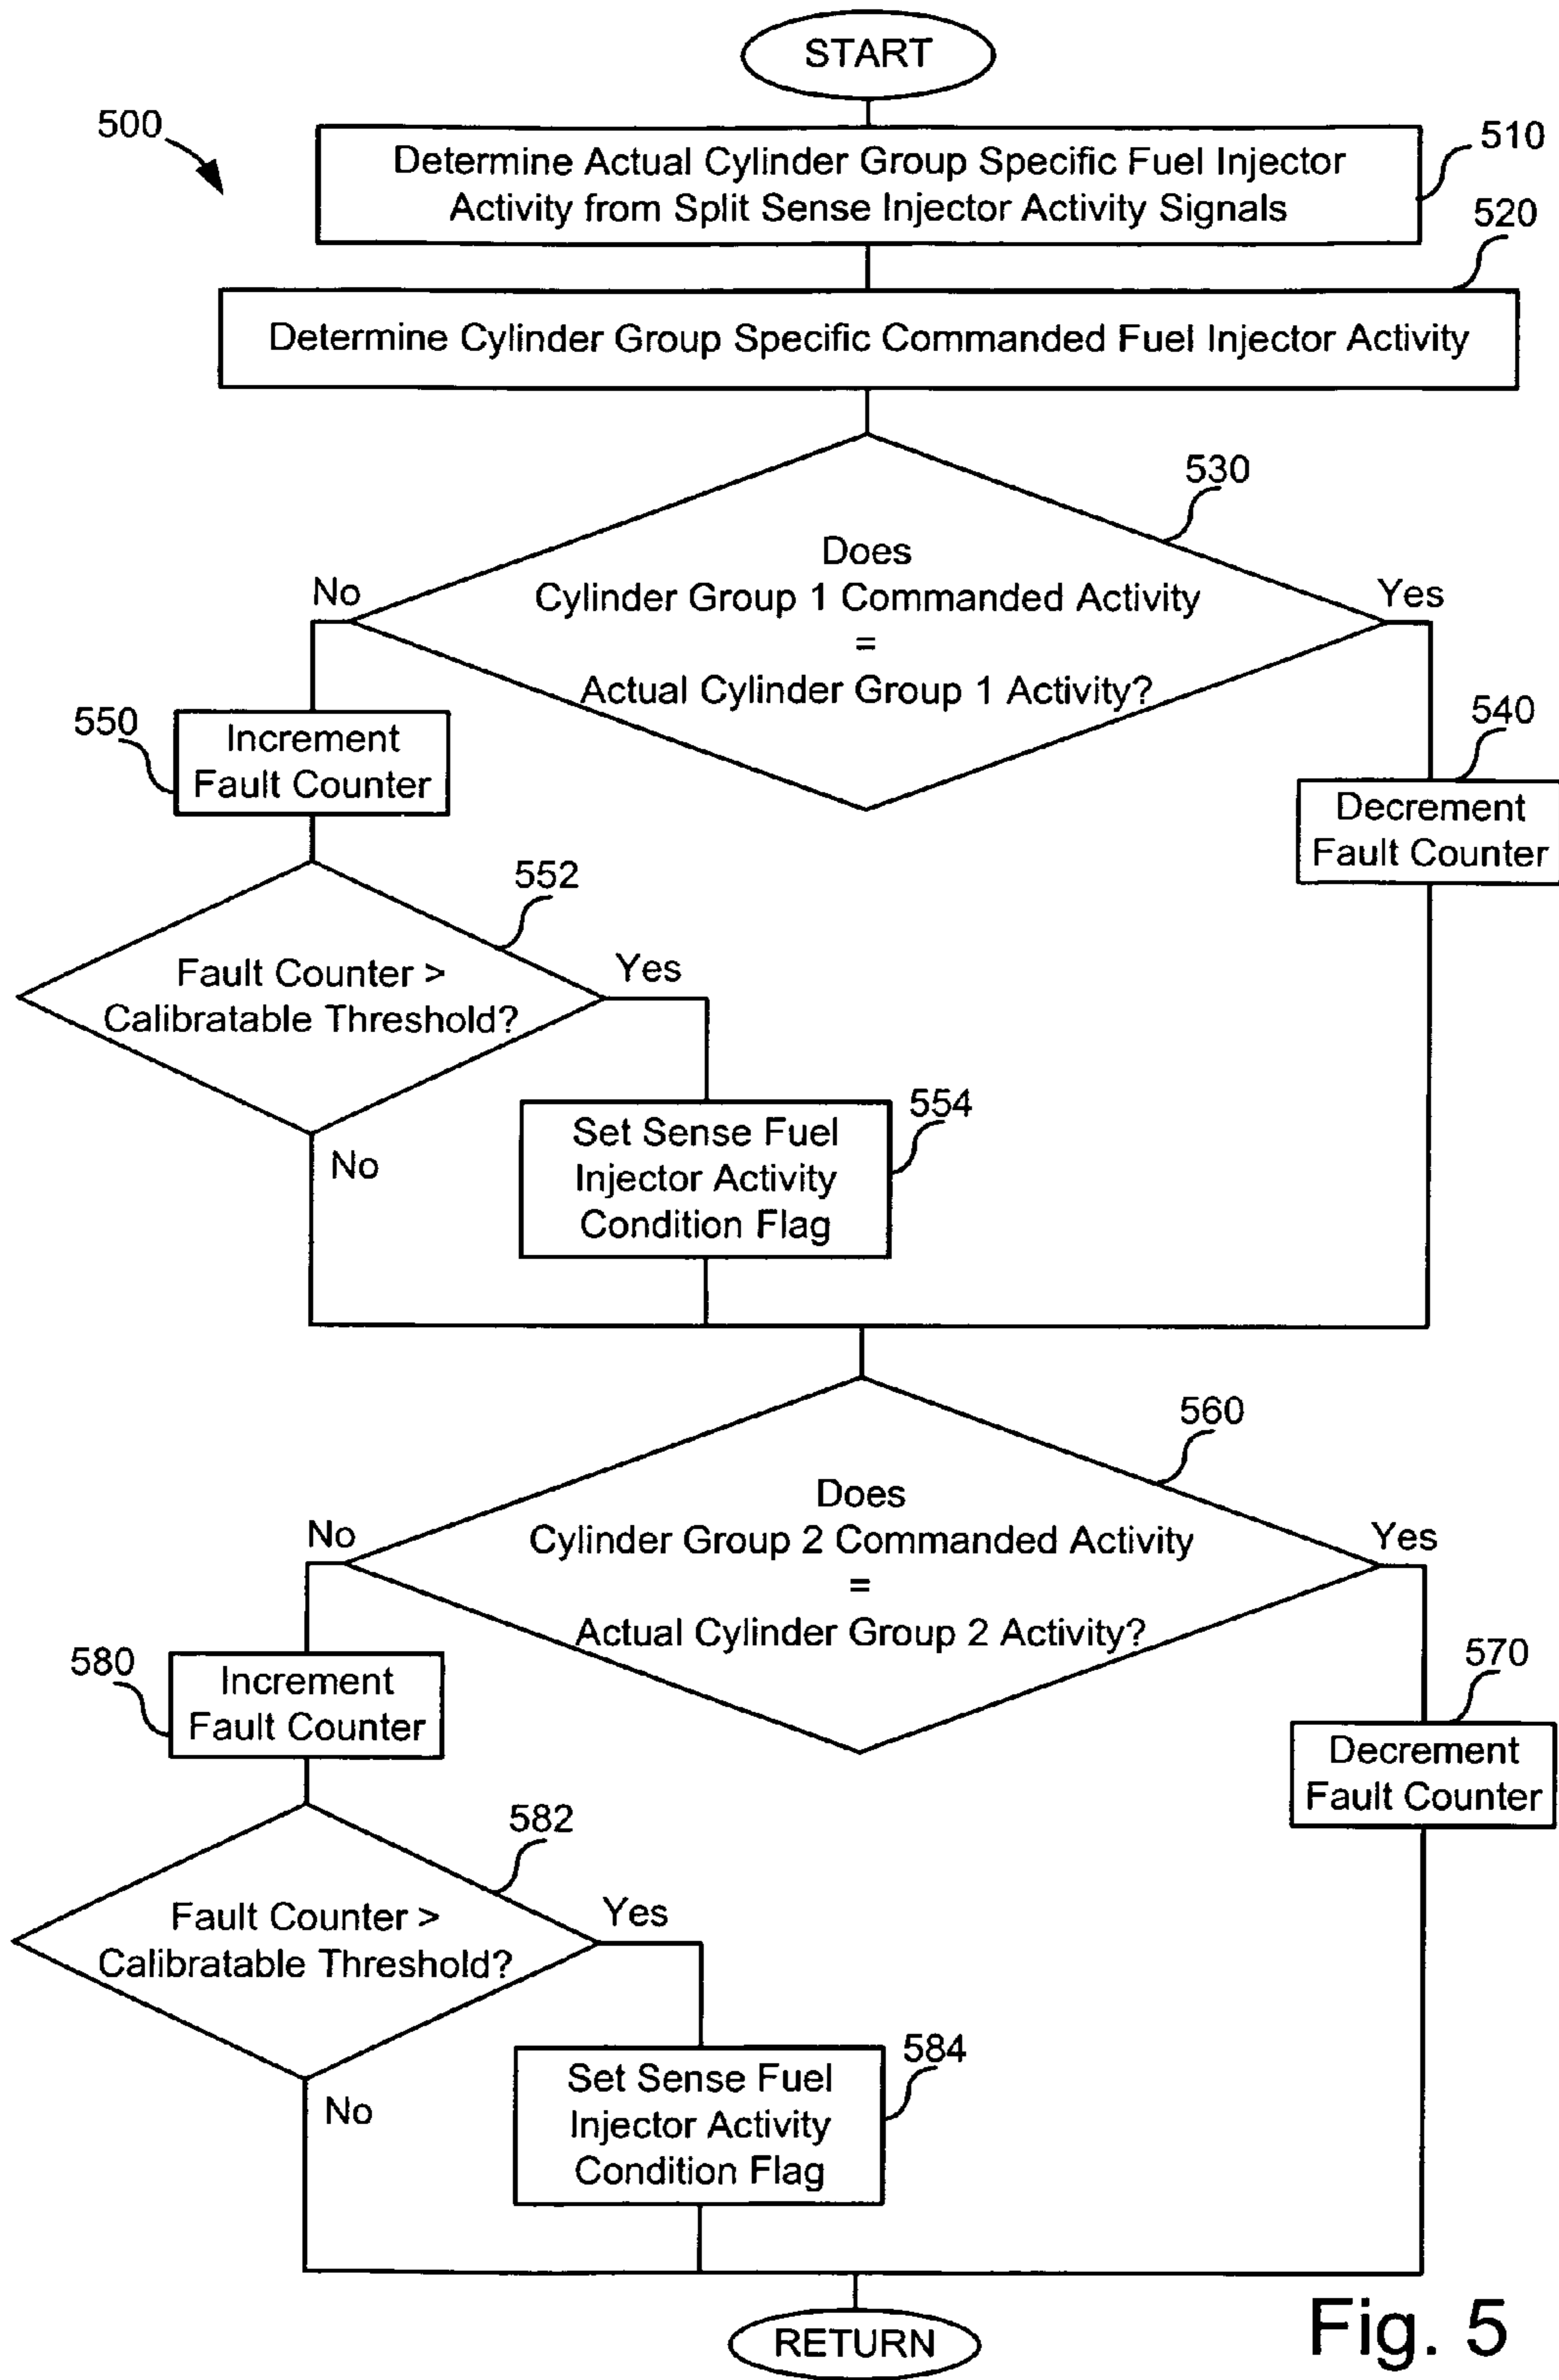 START
500
Determine Actual Cylinder Group Specific Fuel Injector
Activity from Split Sense Injector Activity Signals
510
520
Determine Cylinder Group Specific Commanded Fuel Injector Activity
530
Does
Cylinder Group 1 Commanded Activity
=
Actual Cylinder Group 1 Activity?
No
Yes
550
Increment
Fault Counter
540
Decrement
Fault Counter
552
Fault Counter >
Calibratable Threshold?
Yes
No
554
Set Sense Fuel
Injector Activity
Condition Flag
560
Does
Cylinder Group 2 Commanded Activity
=
Actual Cylinder Group 2 Activity?
No
Yes
580
Increment
Fault Counter
570
Decrement
Fault Counter
582
Fault Counter >
Calibratable Threshold?
Yes
No
584
Set Sense Fuel
Injector Activity
Condition Flag
RETURN
Fig. 5